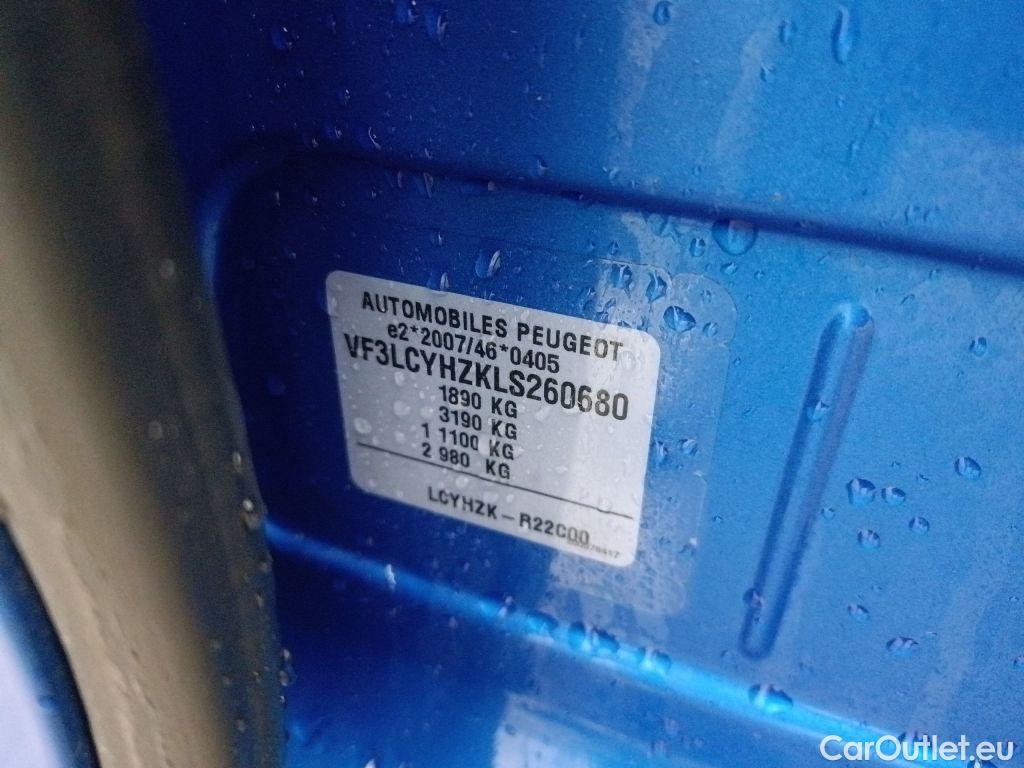 AUTOMOBILES PEUGEOT
e2*2007/46*0405
VF3LCYHZKLS260680
1890 KG
3190 KG
1 1100 KG
2 980 KG
LCYHZK-R22C00
CarOutlet.eu